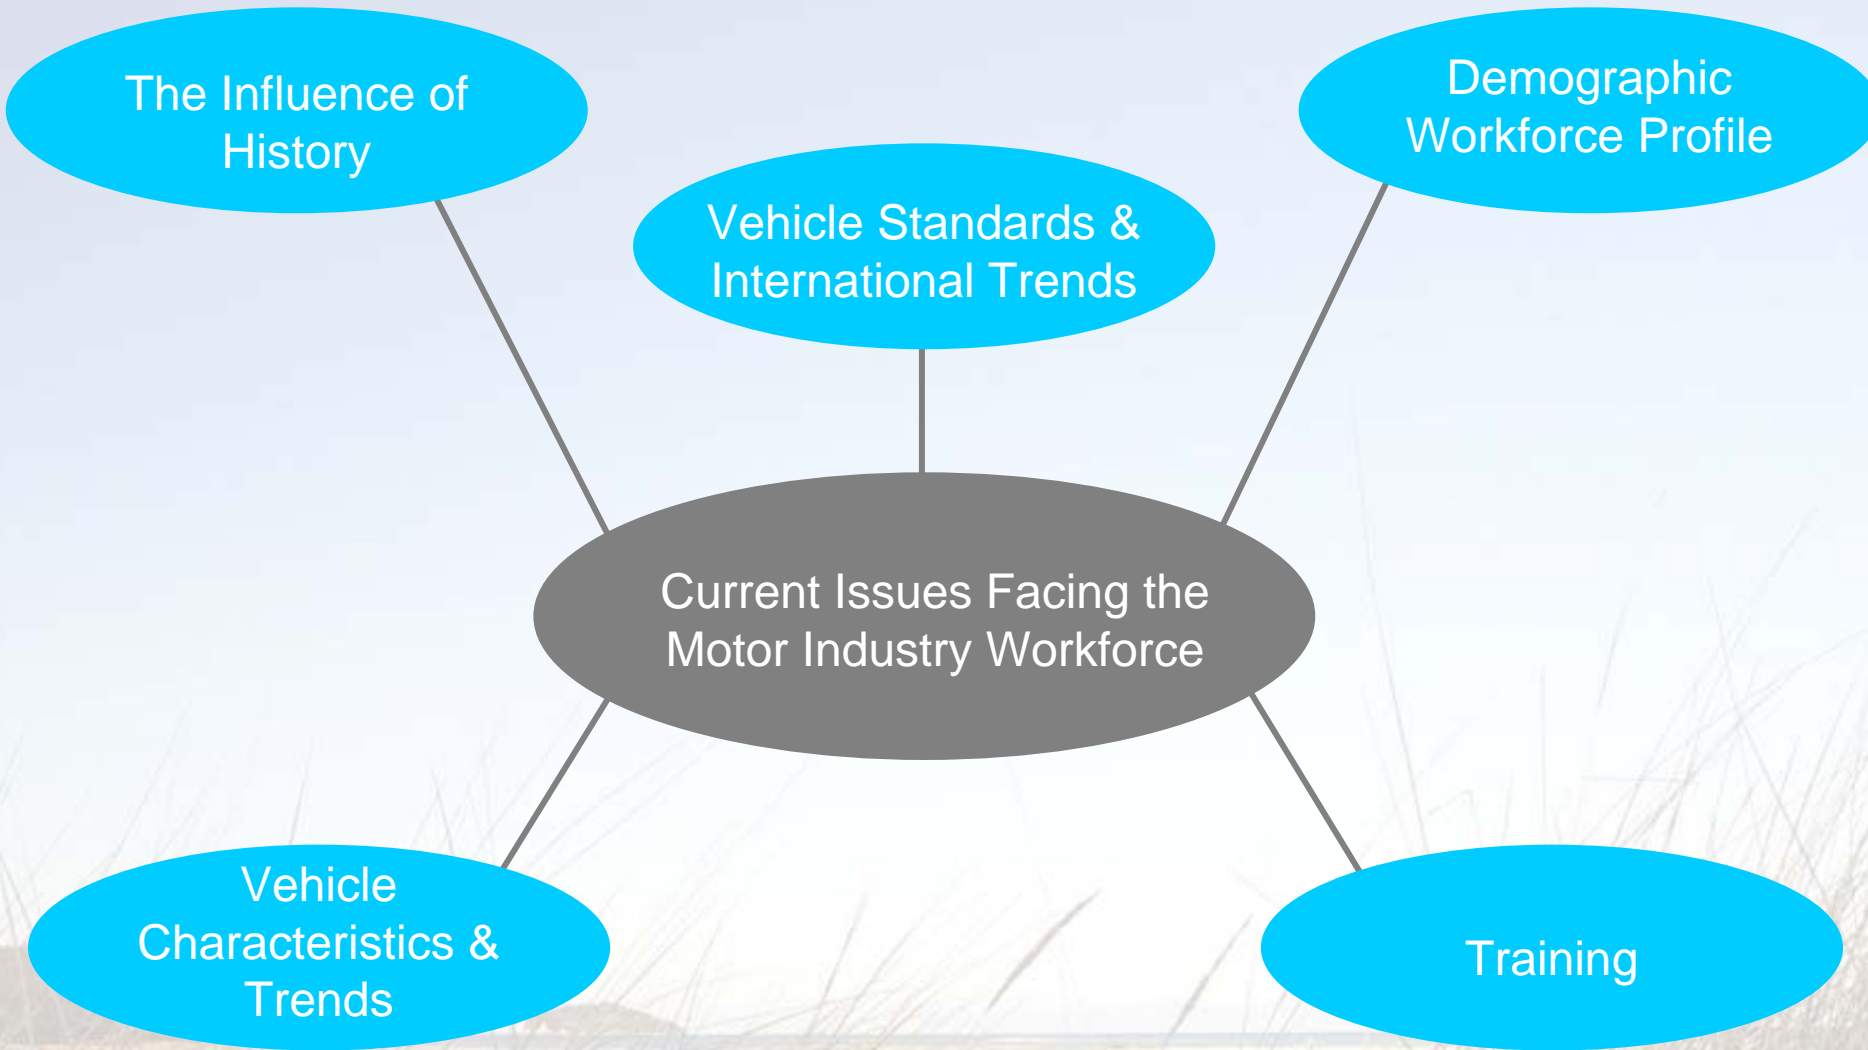 The Influence of
History
Demographic
Workforce Profile
Vehicle Standards &
International Trends
Current Issues Facing the
Motor Industry Workforce
Vehicle
Characteristics &
Trends
Training